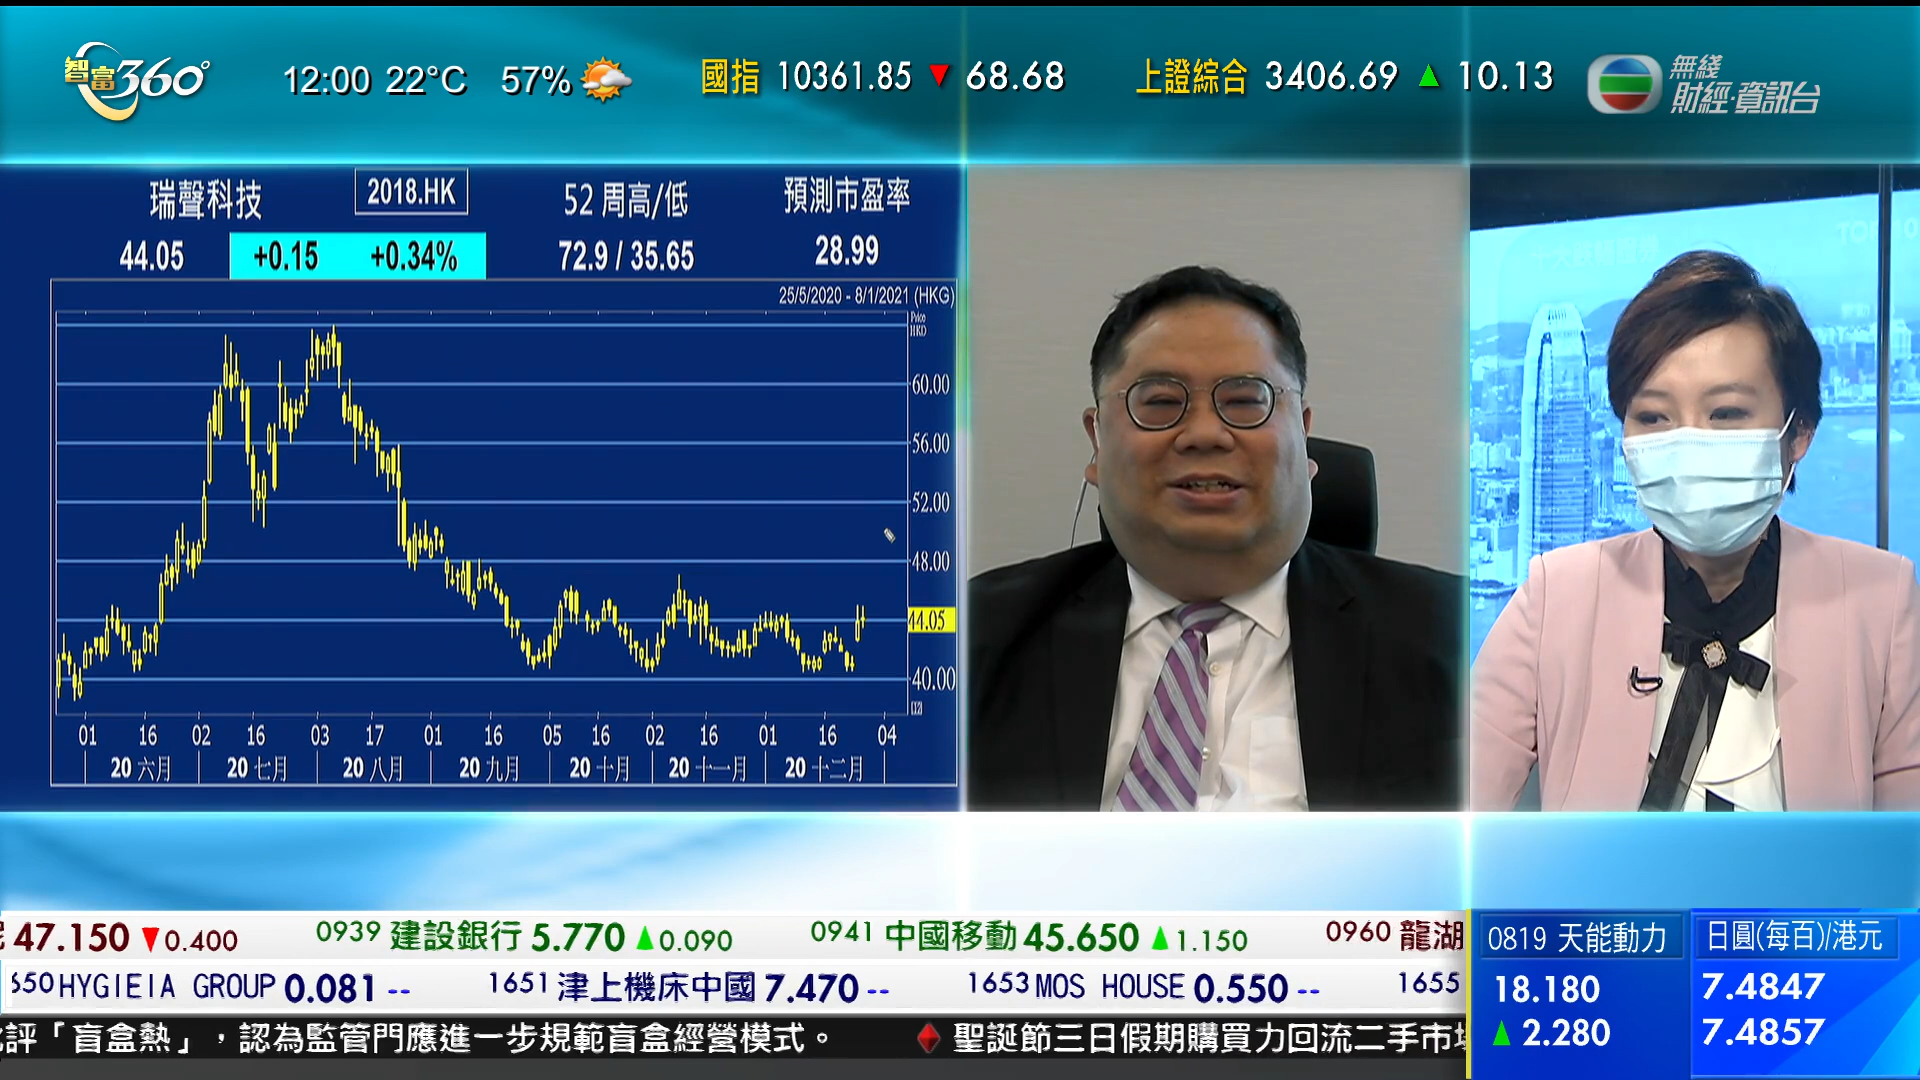 智富360°
12:00 22°C 57%
國指 10361.85 ▼ 68.68
上證綜合 3406.69 ▲ 10.13
無綫
財經·資訊台
瑞聲科技 2018.HK 52 周高/低 預測市盈率
44.05 +0.15 +0.34% 72.9 / 35.65 28.99
25/5/2020 - 8/1/2021 (HKG)
Price
HKD
60.00
56.00
52.00
48.00
44.05
40.00
01 16 02 16 03 17 01 16 05 16 02 16 01 16 04
20 六月 20 七月 20 八月 20 九月 20 十月 20 十一月 20 十二月
47.150 ▼ 0.400 0939 建設銀行 5.770 ▲ 0.090 0941 中國移動 45.650 ▲ 1.150 0960 龍湖
650 HYGIEIA GROUP 0.081 -- 1651 津上機床中國 7.470 -- 1653 MOS HOUSE 0.550 -- 1655
評「盲盒熱」，認為監管門應進一步規範盲盒經營模式。 聖誕節三日假期購買力回流二手市場
0819 天能動力
18.180
▲ 2.280
日圓(每百)/港元
7.4847
7.4857